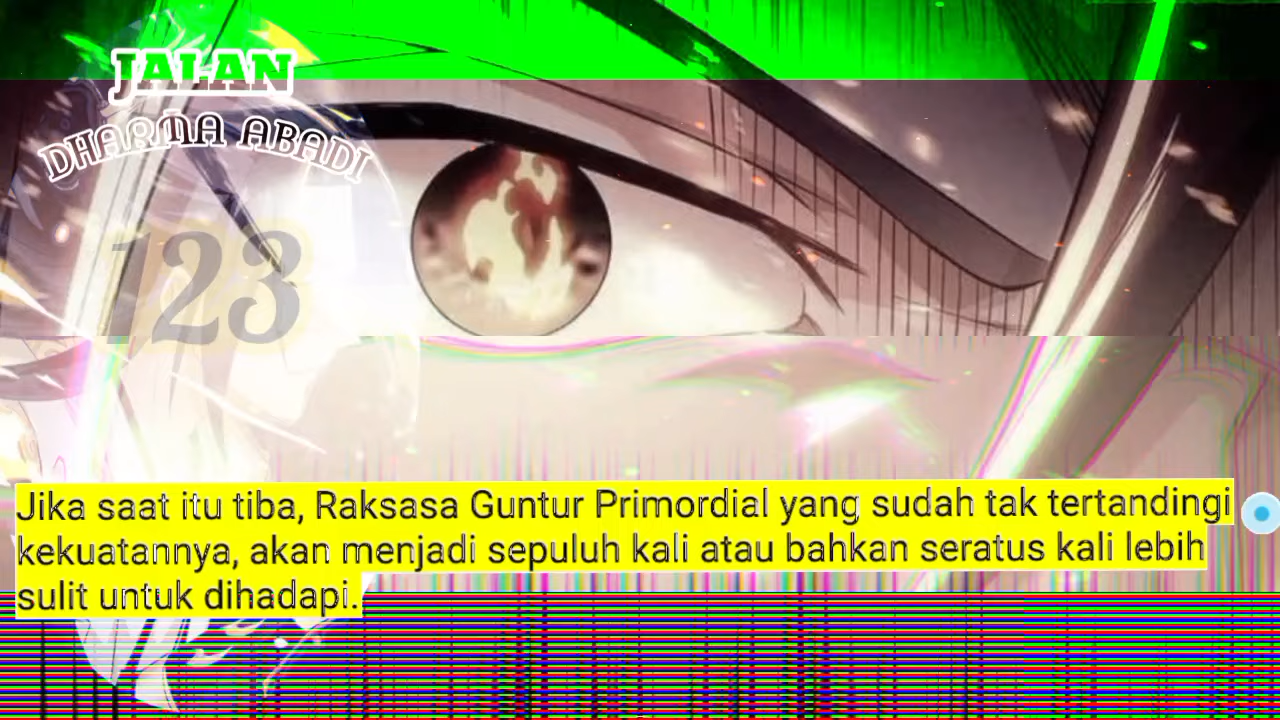 JALAN
DHARMA ABADI
123
Jika saat itu tiba, Raksasa Guntur Primordial yang sudah tak tertandingi
kekuatannya, akan menjadi sepuluh kali atau bahkan seratus kali lebih
sulit untuk dihadapi.